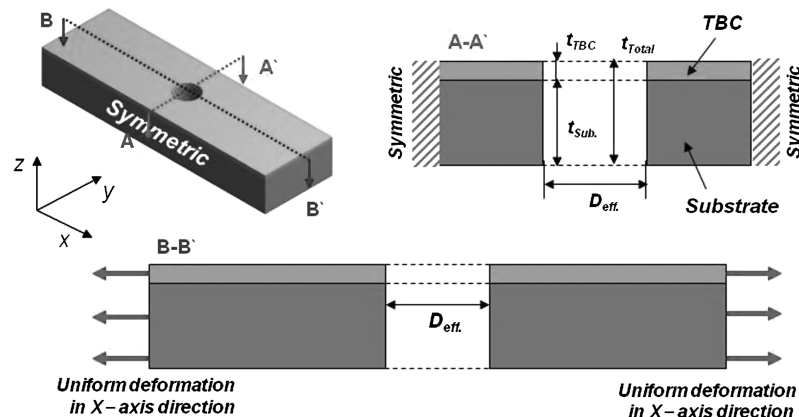 B
A`
A
Symmetric
B`
z
y
x
A-A`
t_TBC
t_Total
TBC
Symmetric
t_Sub.
D_eff.
Symmetric
Substrate
B-B`
D_eff.
Uniform deformation
in X – axis direction
Uniform deformation
in X – axis direction